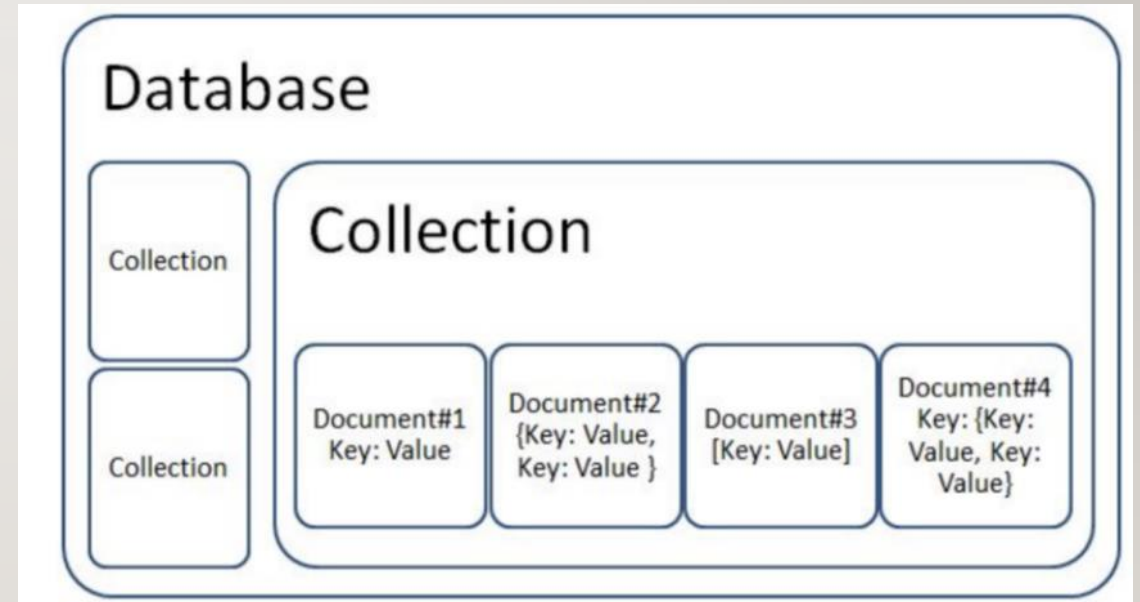 Database
Collection
Collection
Collection
Document#1
Key: Value
Document#2
{Key: Value,
Key: Value }
Document#3
[Key: Value]
Document#4
Key: {Key:
Value, Key:
Value}